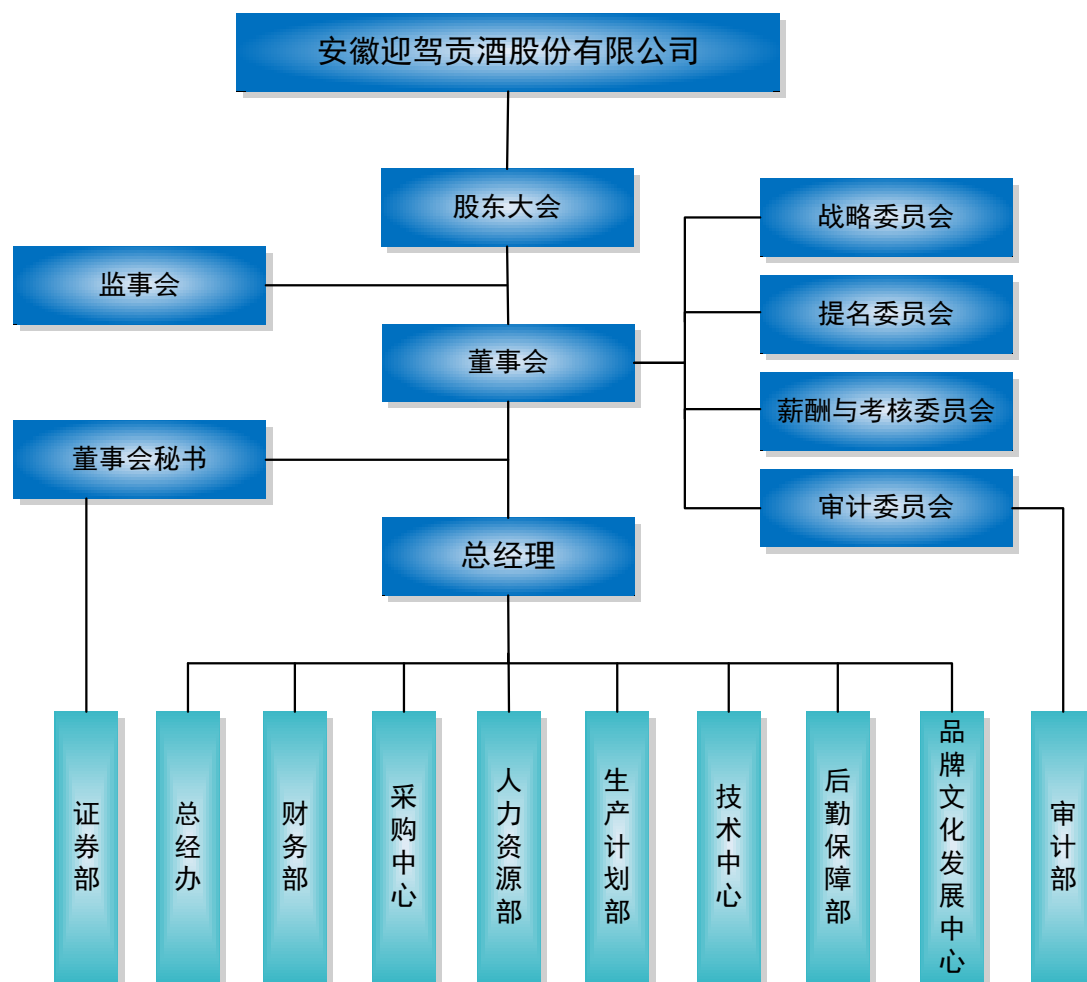 安徽迎驾贡酒股份有限公司
股东大会
战略委员会
监事会
提名委员会
董事会
薪酬与考核委员会
董事会秘书
审计委员会
总经理
证券部
总经办
财务部
采购中心
人力资源部
生产计划部
技术中心
后勤保障部
品牌文化发展中心
审计部